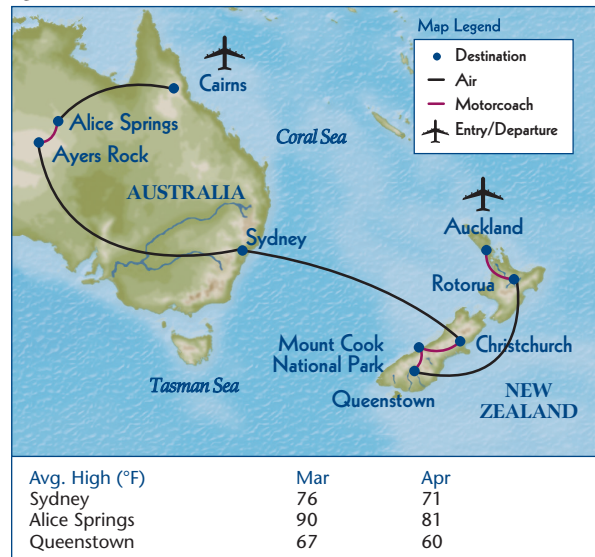 Map Legend
Destination
Air
Motorcoach
Entry/Departure
Cairns
Alice Springs
Ayers Rock
Coral Sea
AUSTRALIA
Sydney
Auckland
Rotorua
Mount Cook
National Park
Christchurch
Tasman Sea
Queenstown
NEW
ZEALAND
Avg. High (°F) Mar Apr
Sydney 76 71
Alice Springs 90 81
Queenstown 67 60